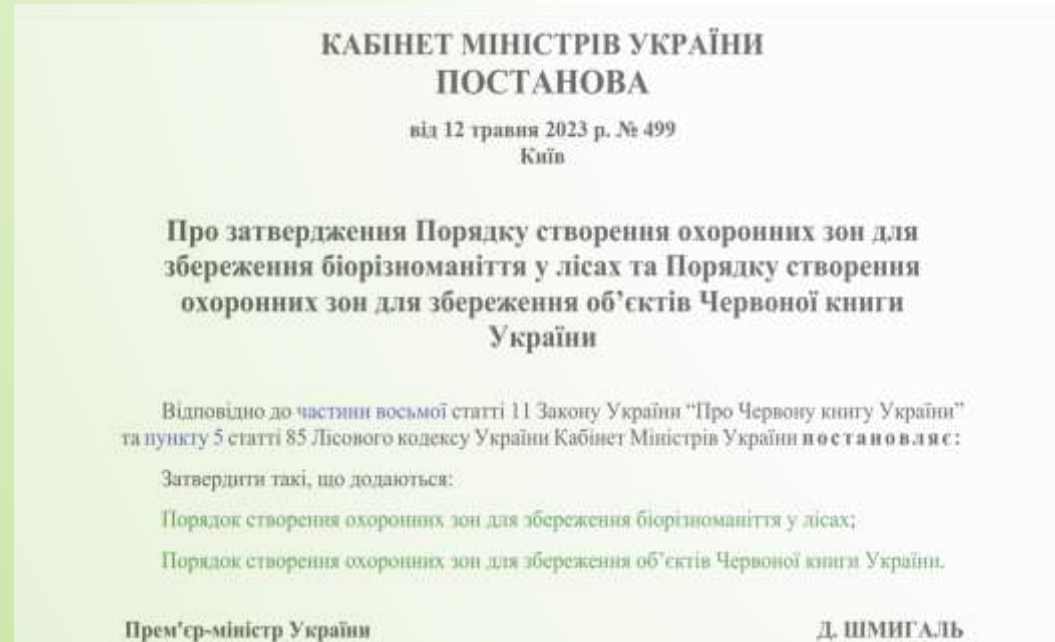 КАБІНЕТ МІНІСТРІВ УКРАЇНИ
ПОСТАНОВА
від 12 травня 2023 р. № 499
Київ
Про затвердження Порядку створення охоронних зон для
збереження біорізноманіття у лісах та Порядку створення
охоронних зон для збереження об’єктів Червоної книги
України
Відповідно до частини восьмої статті 11 Закону України “Про Червону книгу України”
та пункту 5 статті 85 Лісового кодексу України Кабінет Міністрів України постановляє:
Затвердити такі, що додаються:
Порядок створення охоронних зон для збереження біорізноманіття у лісах;
Порядок створення охоронних зон для збереження об’єктів Червоної книги України.
Прем'єр-міністр України Д. ШМИГАЛЬ